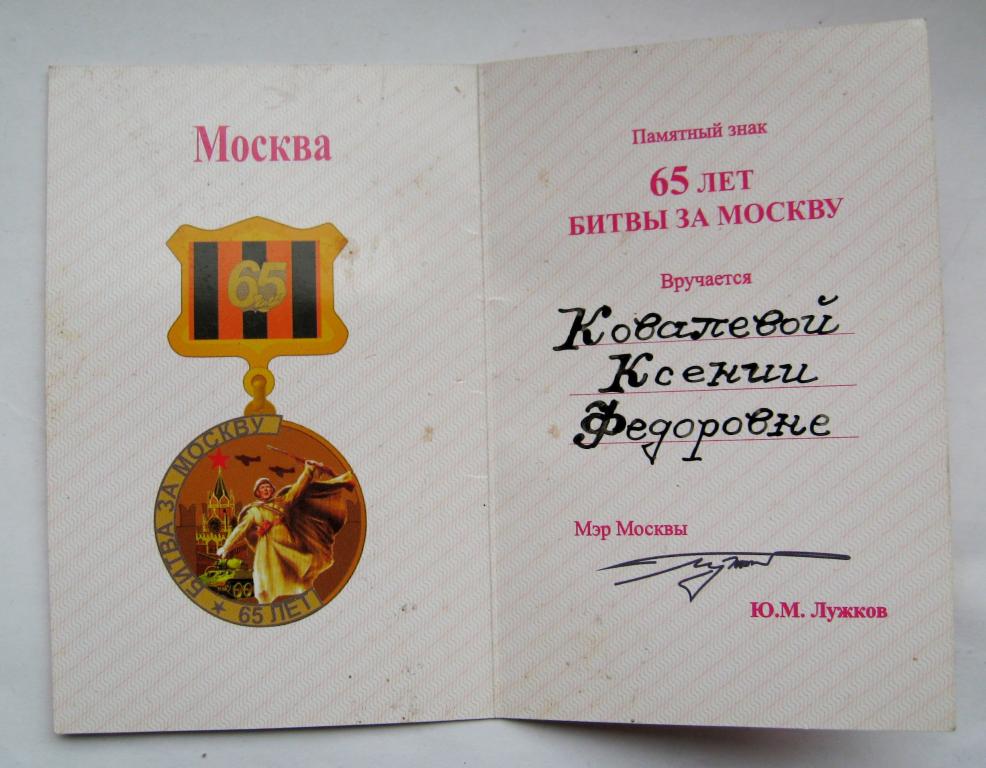 Москва
65
лет
БИТВА ЗА МОСКВУ
65 ЛЕТ
Памятный знак
65 ЛЕТ
БИТВЫ ЗА МОСКВУ
Вручается
Ковалевой
Ксении
Федоровне
Мэр Москвы
Ю.М. Лужков